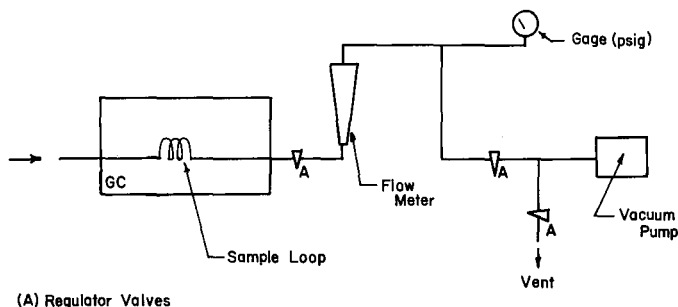 Gage (psig)
GC
A
Flow
Meter
A
Vacuum
Pump
A
Sample Loop
Vent
(A) Regulator Valves